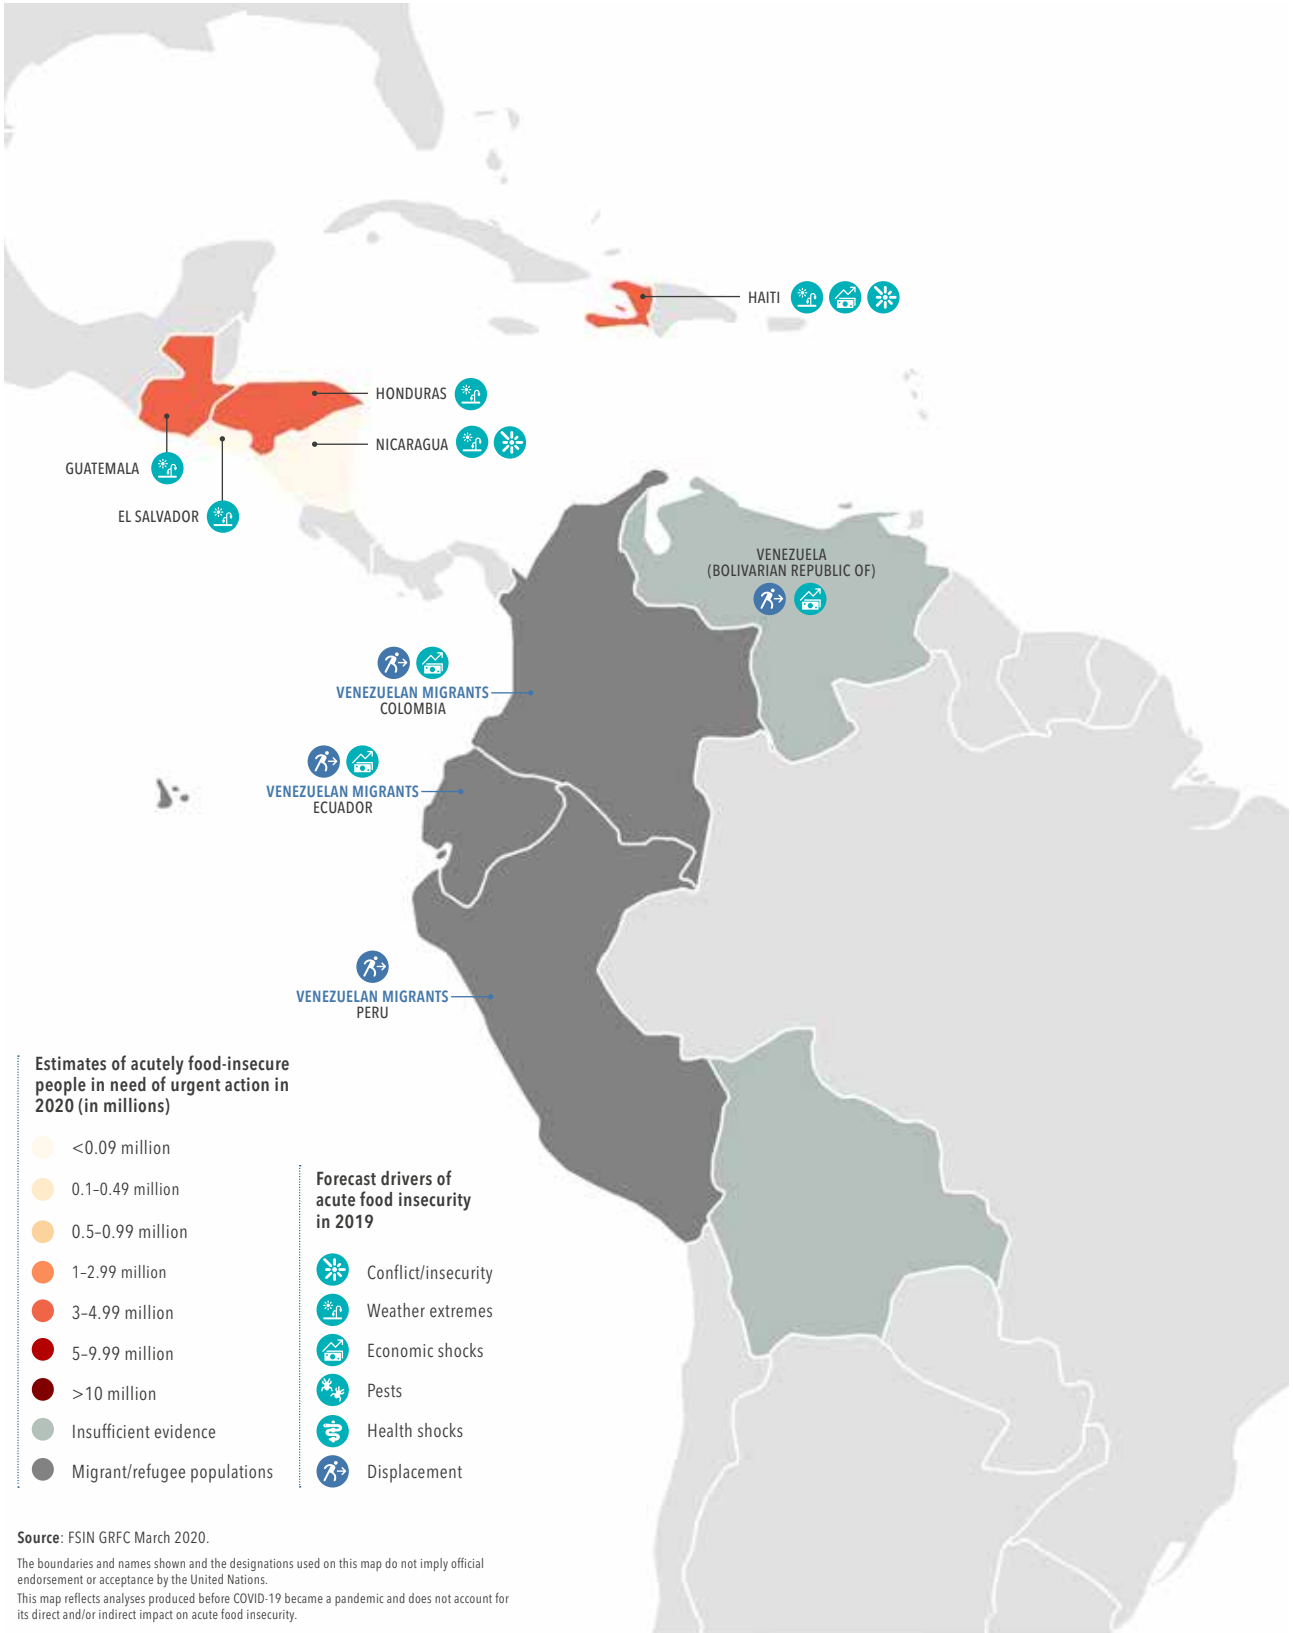 HAITI
HONDURAS
NICARAGUA
GUATEMALA
EL SALVADOR
VENEZUELA
(BOLIVARIAN REPUBLIC OF)
VENEZUELAN MIGRANTS
COLOMBIA
VENEZUELAN MIGRANTS
ECUADOR
VENEZUELAN MIGRANTS
PERU
Estimates of acutely food-insecure
people in need of urgent action in
2020 (in millions)
<0.09 million
0.1–0.49 million
0.5–0.99 million
1–2.99 million
3–4.99 million
5–9.99 million
>10 million
Insufficient evidence
Migrant/refugee populations
Forecast drivers of
acute food insecurity
in 2019
Conflict/insecurity
Weather extremes
Economic shocks
Pests
Health shocks
Displacement
Source: FSIN GRFC March 2020.
The boundaries and names shown and the designations used on this map do not imply official
endorsement or acceptance by the United Nations.
This map reflects analyses produced before COVID-19 became a pandemic and does not account for
its direct and/or indirect impact on acute food insecurity.